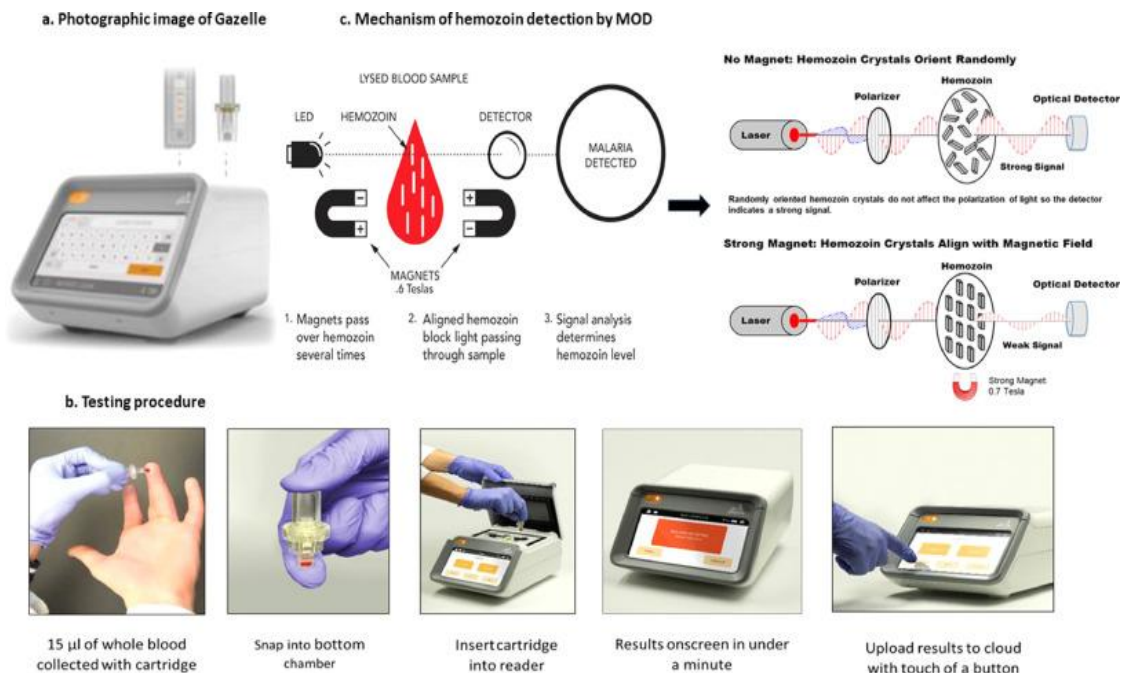 a. Photographic image of Gazelle
c. Mechanism of hemozoin detection by MOD
LYSED BLOOD SAMPLE
LED
HEMOZOIN
DETECTOR
MALARIA
DETECTED
MAGNETS
.6 Teslas
1. Magnets pass
over hemozoin
several times
2. Aligned hemozoin
block light passing
through sample
3. Signal analysis
determines
hemozoin level
No Magnet: Hemozoin Crystals Orient Randomly
Hemozoin
Polarizer
Optical Detector
Laser
Strong Signal
Randomly oriented hemozoin crystals do not affect the polarization of light so the detector
indicates a strong signal.
Strong Magnet: Hemozoin Crystals Align with Magnetic Field
Hemozoin
Polarizer
Optical Detector
Laser
Weak Signal
Strong Magnet
0.7 Tesla
b. Testing procedure
15 µl of whole blood
collected with cartridge
Snap into bottom
chamber
Insert cartridge
into reader
Results onscreen in under
a minute
Upload results to cloud
with touch of a button